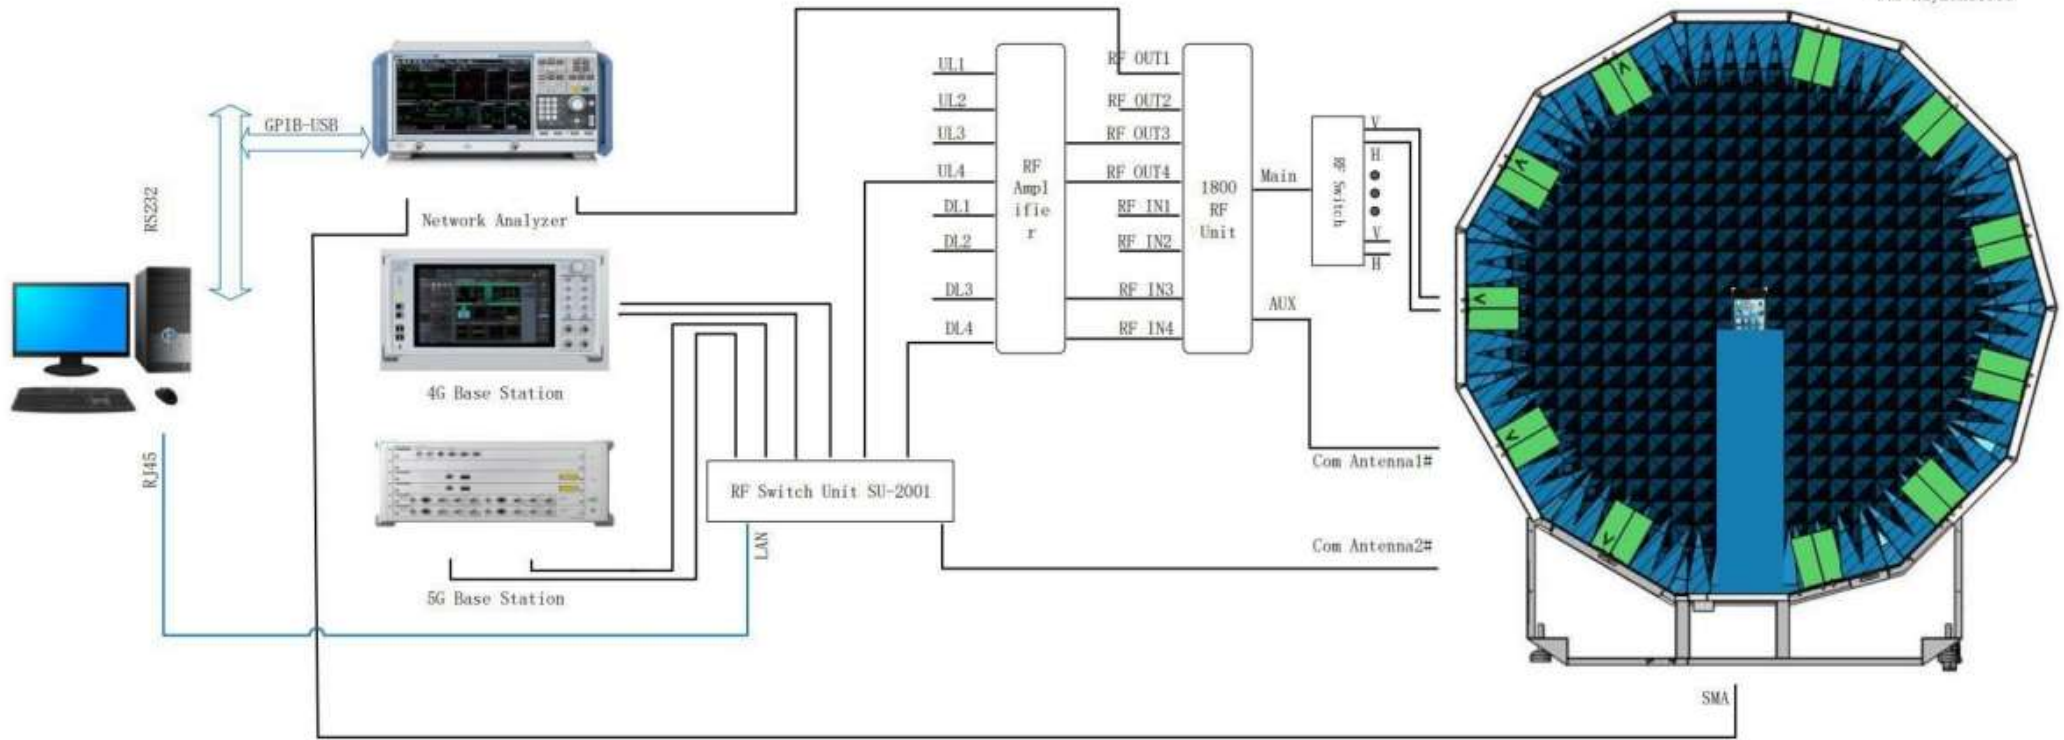 GPIB-USB
RS232
RJ45
Network Analyzer
4G Base Station
5G Base Station
RF Switch Unit SU-2001
LAN
UL1
UL2
UL3
UL4
DL1
DL2
DL3
DL4
RF
Ampl
ifie
r
RF OUT1
RF OUT2
RF OUT3
RF OUT4
RF IN1
RF IN2
RF IN3
RF IN4
1800
RF
Unit
Main
AUX
RF Switch
V
H
V
H
Com Antenna1#
Com Antenna2#
V
V
V
V
V
SMA